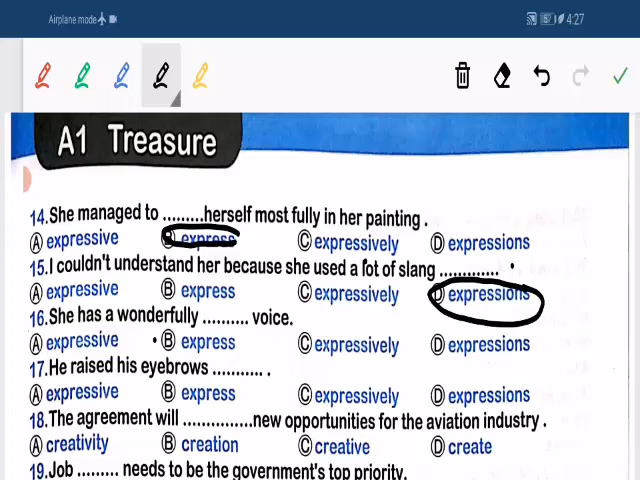 Airplane mode 57 4:27
A1 Treasure
14.She managed to .........herself most fully in her painting .
A expressive B express C expressively D expressions
15.I couldn't understand her because she used a lot of slang .............
A expressive B express C expressively D expressions
16.She has a wonderfully .......... voice.
A expressive B express C expressively D expressions
17.He raised his eyebrows ........... .
A expressive B express C expressively D expressions
18.The agreement will ...............new opportunities for the aviation industry .
A creativity B creation C creative D create
19.Job ......... needs to be the government's top priority.